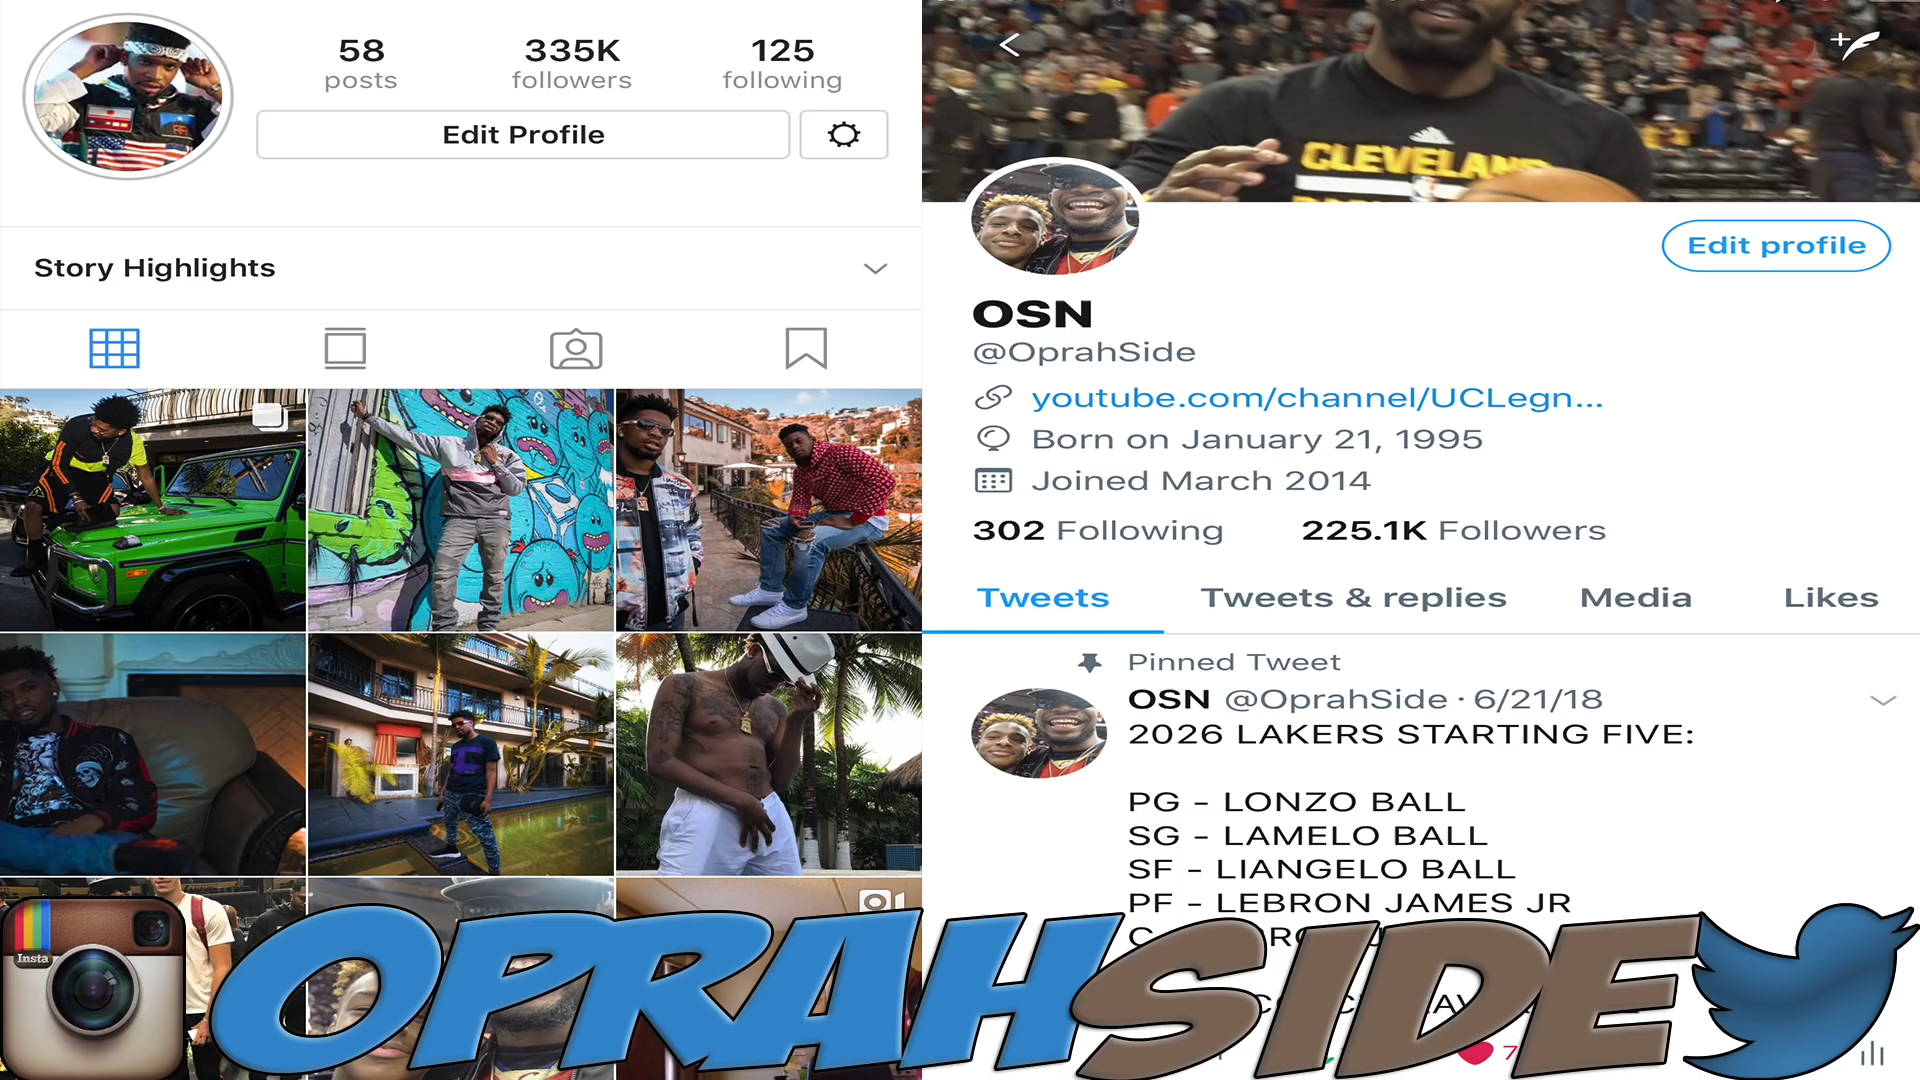 58
posts
335K
followers
125
following
Edit Profile
Story Highlights
CLEVELAND
Edit profile
OSN
@OprahSide
youtube.com/channel/UCLegn...
Born on January 21, 1995
Joined March 2014
302 Following
225.1K Followers
Tweets
Tweets & replies
Media
Likes
Pinned Tweet
OSN @OprahSide · 6/21/18
2026 LAKERS STARTING FIVE:
PG - LONZO BALL
SG - LAMELO BALL
SF - LIANGELO BALL
PF - LEBRON JAMES JR
Insta
OPRAHSIDE